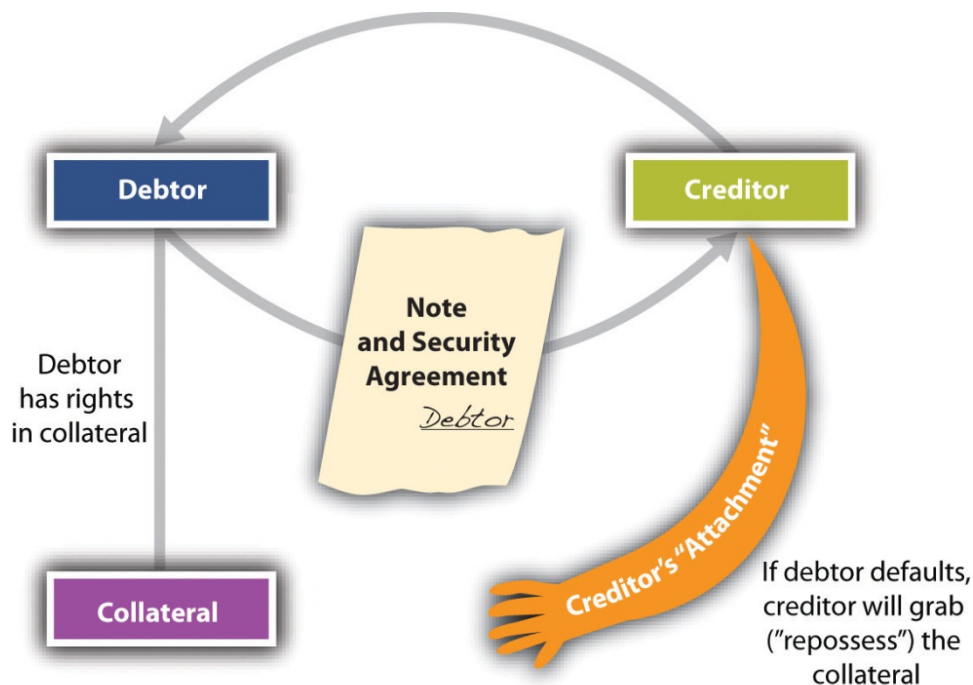 Debtor
Creditor
Note
and Security
Agreement
Debtor
Debtor
has rights
in collateral
Collateral
Creditor's "Attachment"
If debtor defaults,
creditor will grab
("repossess") the
collateral